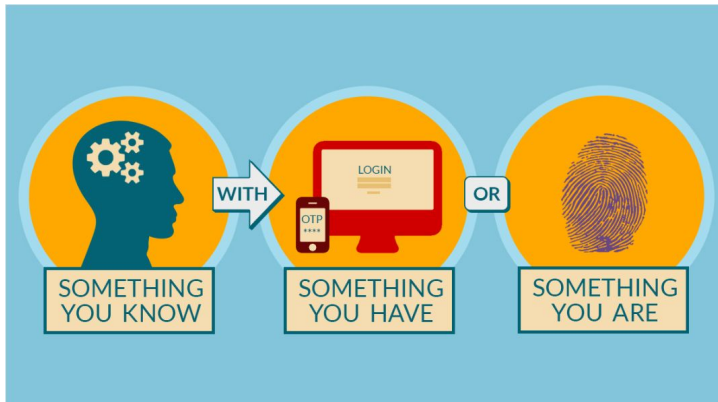 WITH
LOGIN
OTP
****
OR
SOMETHING
YOU KNOW
SOMETHING
YOU HAVE
SOMETHING
YOU ARE